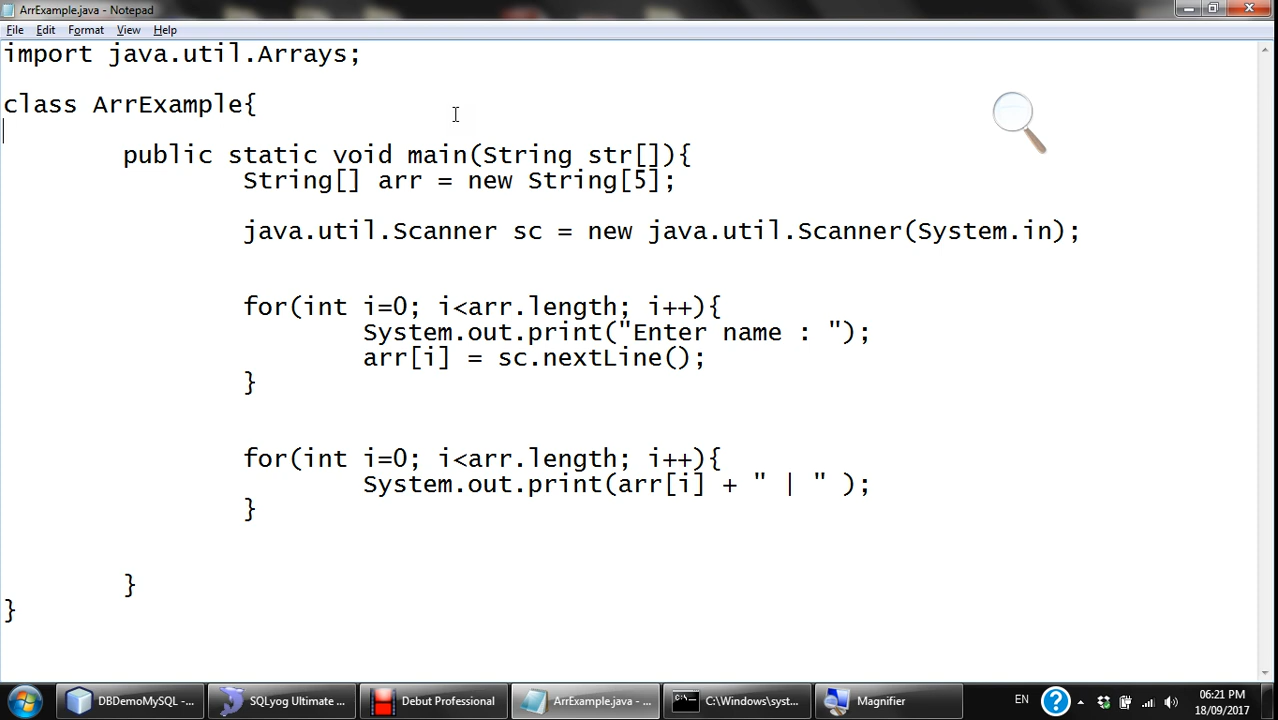 ArrExample.java - Notepad
File Edit Format View Help
import java.util.Arrays;
class ArrExample{
public static void main(String str[]){
String[] arr = new String[5];
java.util.Scanner sc = new java.util.Scanner(System.in);
for(int i=0; i<arr.length; i++){
System.out.print("Enter name : ");
arr[i] = sc.nextLine();
}
for(int i=0; i<arr.length; i++){
System.out.print(arr[i] + " | " );
}
}
}
DBDemoMySQL -... SQLyog Ultimate ... Debut Professional ArrExample.java - ... C:\Windows\syst... Magnifier EN 06:21 PM
18/09/2017